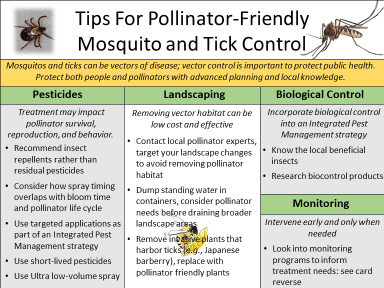 Tips For Pollinator-Friendly
Mosquito and Tick Control
Mosquitos and ticks can be vectors of disease; vector control is important to protect public health.
Protect both people and pollinators with advanced planning and local knowledge.
Pesticides
Treatment may impact
pollinator survival,
reproduction, and behavior.
• Recommend insect
repellents rather than
residual pesticides
• Consider how spray timing
overlaps with bloom time
and pollinator life cycle
• Use targeted applications as
part of an Integrated Pest
Management strategy
• Use short-lived pesticides
• Use Ultra low-volume spray
Landscaping
Removing vector habitat can be
low cost and effective
• Contact local pollinator experts,
target your landscape changes
to avoid removing pollinator
habitat
• Dump standing water in
containers, consider pollinator
needs before draining broader
landscape areas
• Remove invasive plants that
harbor ticks (e.g., Japanese
barberry), replace with
pollinator friendly plants
Biological Control
Incorporate biological control
into an Integrated Pest
Management strategy
• Know the local beneficial
insects
• Research biocontrol products
Monitoring
Intervene early and only when
needed
• Look into monitoring
programs to inform
treatment needs: see card
reverse